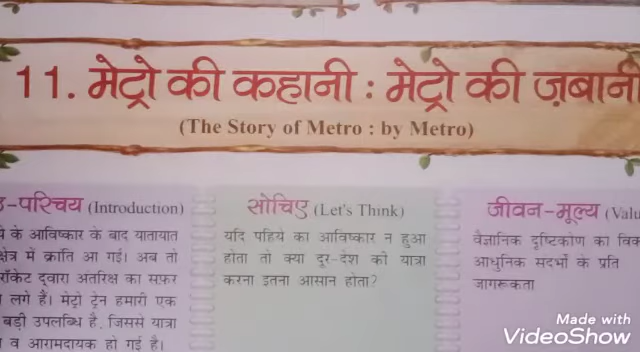 11. मेट्रो की कहानी : मेट्रो की ज़बानी
(The Story of Metro : by Metro)
-परिचय (Introduction)
के आविष्कार के बाद यातायात
क्षेत्र में क्रांति आ गई। अब तो
रॉकेट द्वारा अंतरिक्ष का सफ़र
लगे हैं। मेट्रो ट्रेन हमारी एक
बड़ी उपलब्धि है, जिससे यात्रा
व आरामदायक हो गई है।
सोचिए (Let's Think)
यदि पहिये का आविष्कार न हुआ
होता तो क्या दूर-देश की यात्रा
करना इतना आसान होता?
जीवन-मूल्य (Valu
वैज्ञानिक दृष्टिकोण का विक
आधुनिक संदर्भों के प्रति
जागरूकता
Made with
VideoShow